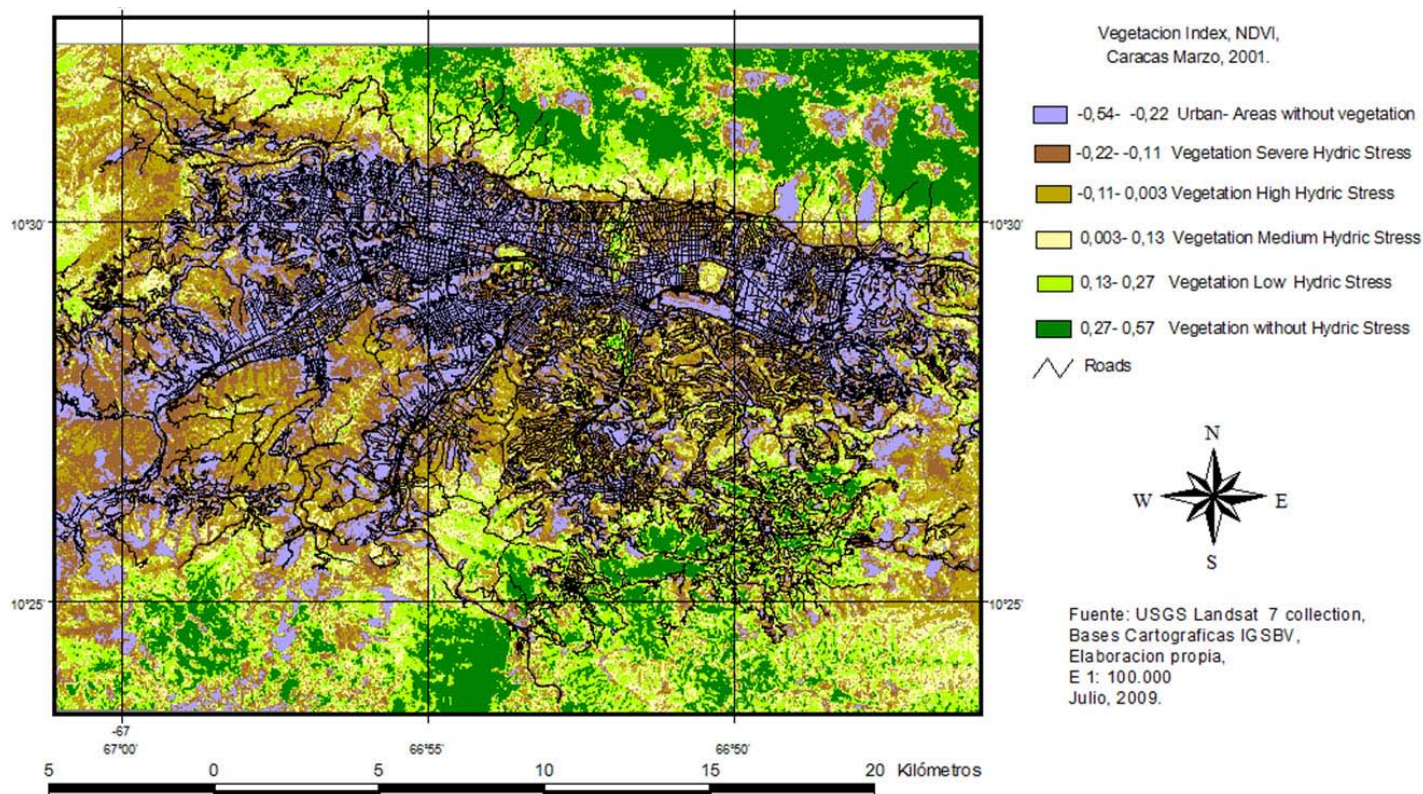 Vegetacion Index, NDVI,
Caracas Marzo, 2001.
-0,54- -0,22 Urban- Areas without vegetation
-0,22- -0,11 Vegetation Severe Hydric Stress
-0,11- 0,003 Vegetation High Hydric Stress
0,003- 0,13 Vegetation Medium Hydric Stress
0,13- 0,27 Vegetation Low Hydric Stress
0,27- 0,57 Vegetation without Hydric Stress
Roads
N
W E
S
Fuente: USGS Landsat 7 collection,
Bases Cartograficas IGSBV,
Elaboracion propia,
E 1: 100.000
Julio, 2009.
10°30' 10°30'
10°25' 10°25'
-67
67°00' 66°55' 66°50'
5 0 5 10 15 20 Kilómetros